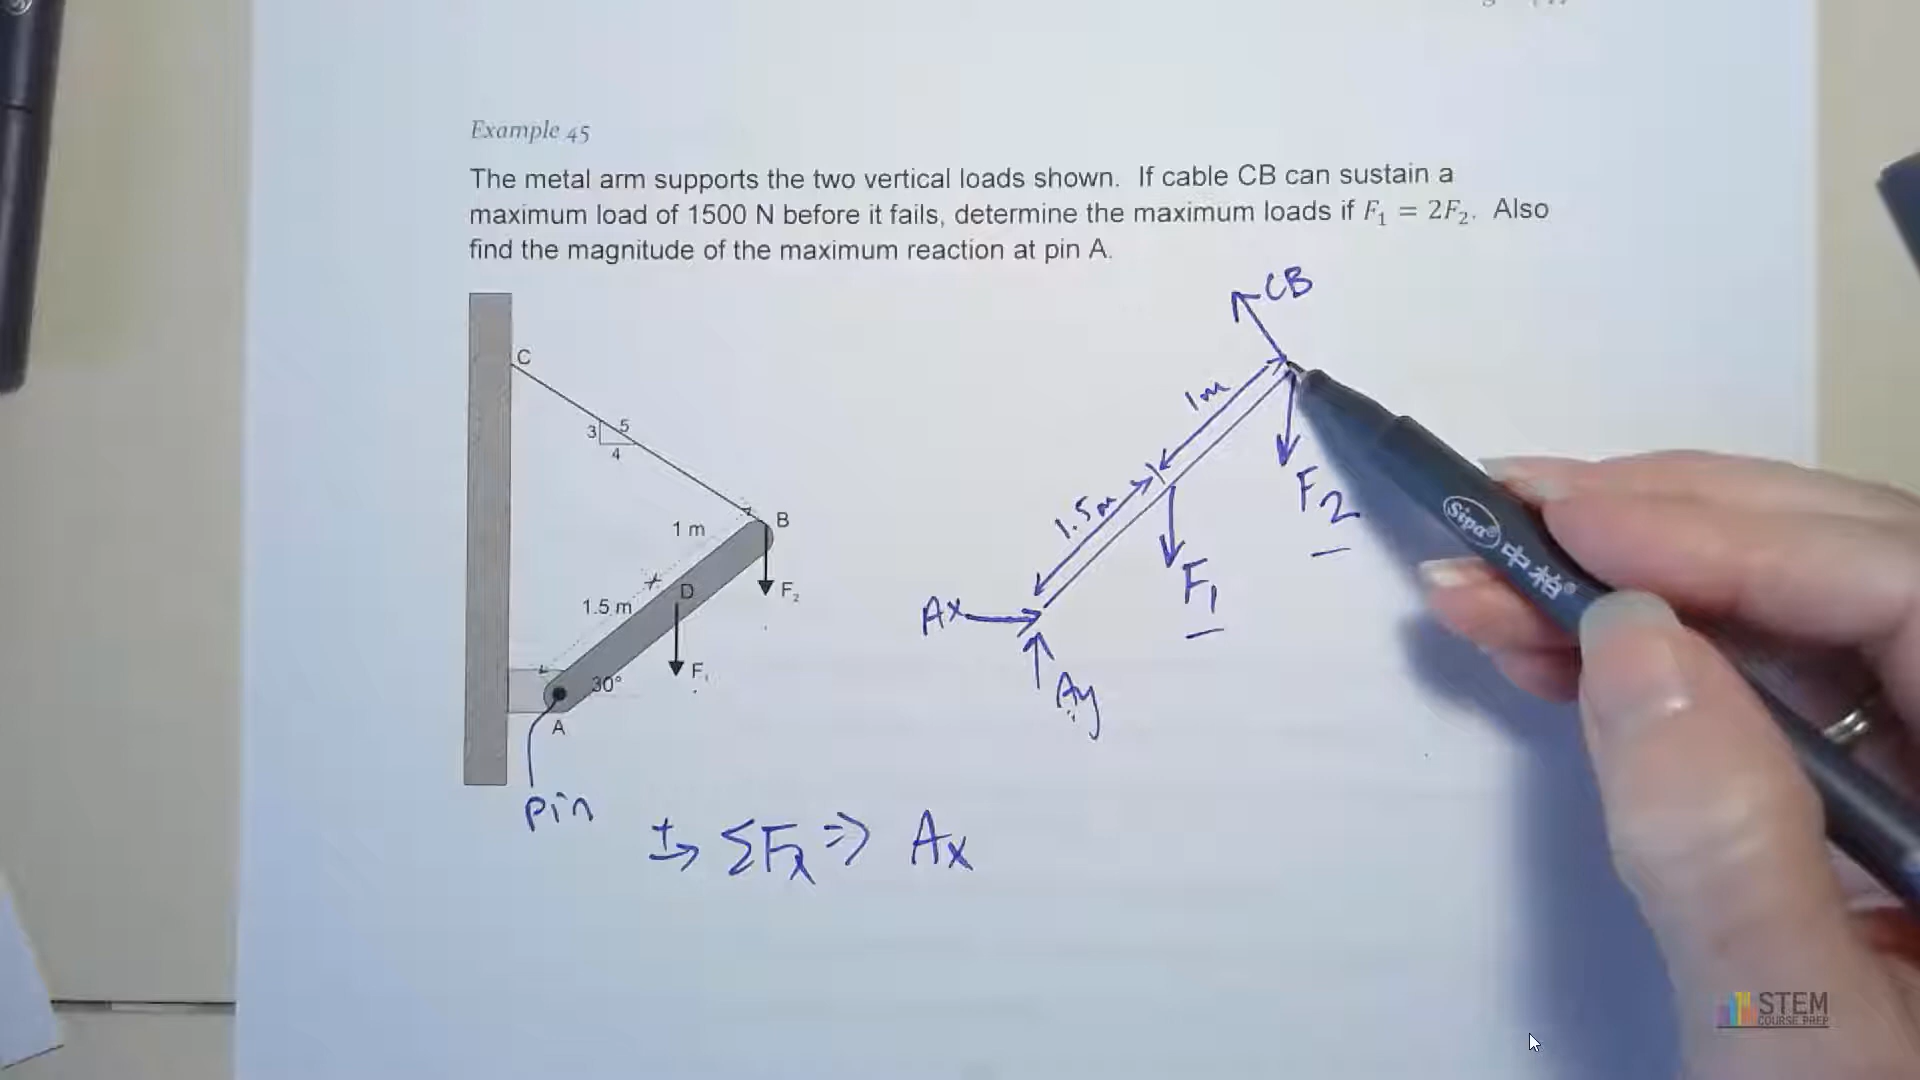 Example 45
The metal arm supports the two vertical loads shown. If cable CB can sustain a
maximum load of 1500 N before it fails, determine the maximum loads if F₁ = 2F₂. Also
find the magnitude of the maximum reaction at pin A.
C
3
5
4
1 m
B
F₂
D
1.5 m
F₁
30°
A
pin
CB
1m
1.5m
F2
F1
Ax
Ay
+→ ΣFx ⇒ Ax
Sipa® 中柏®
STEM
COURSE PREP